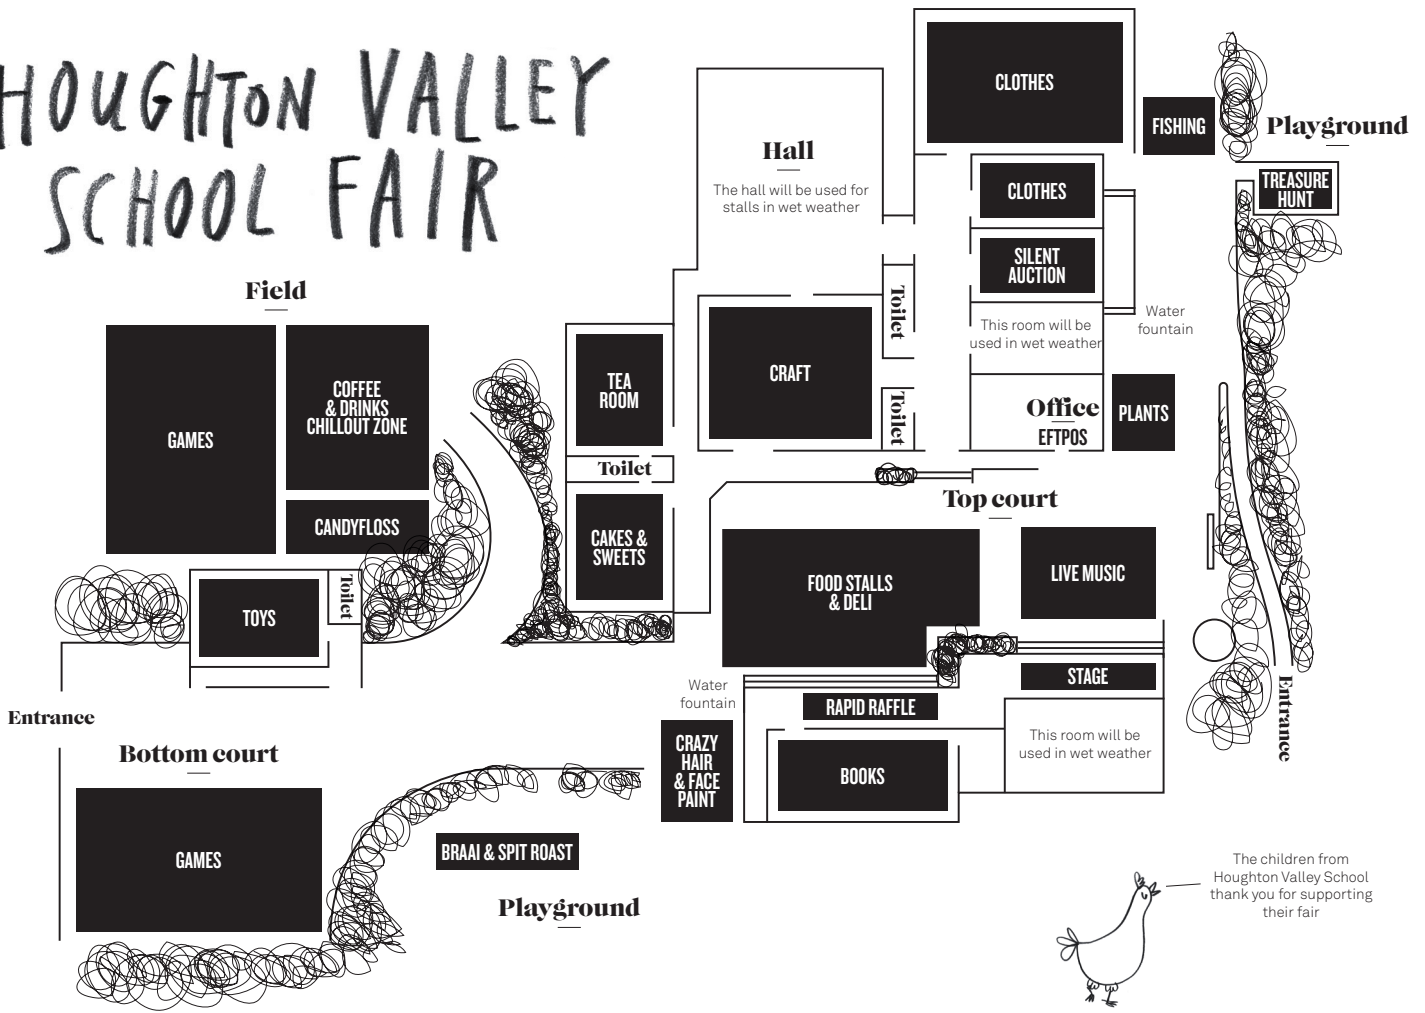 HOUGHTON VALLEY
SCHOOL FAIR
CLOTHES
FISHING
Playground
Hall
The hall will be used for
stalls in wet weather
CLOTHES
TREASURE
HUNT
SILENT
AUCTION
Field
Toilet
Water
fountain
This room will be
used in wet weather
GAMES
COFFEE
& DRINKS
CHILLOUT ZONE
TEA
ROOM
CRAFT
Toilet
Office
EFTPOS
PLANTS
Toilet
CANDYFLOSS
CAKES &
SWEETS
Top court
FOOD STALLS
& DELI
LIVE MUSIC
TOYS
Toilet
STAGE
Water
fountain
RAPID RAFFLE
Entrance
Entrance
Bottom court
CRAZY
HAIR
& FACE
PAINT
BOOKS
This room will be
used in wet weather
GAMES
BRAAI & SPIT ROAST
Playground
The children from
Houghton Valley School
thank you for supporting
their fair